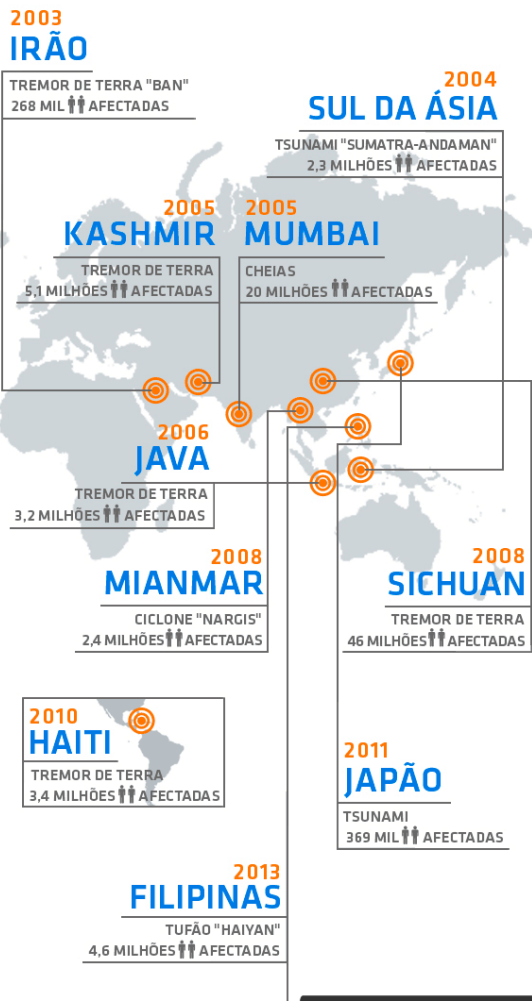 2003
IRÃO
TREMOR DE TERRA "BAN"
268 MIL AFECTADAS
2004
SUL DA ÁSIA
TSUNAMI "SUMATRA-ANDAMAN"
2,3 MILHÕES AFECTADAS
2005
KASHMIR
TREMOR DE TERRA
5,1 MILHÕES AFECTADAS
2005
MUMBAI
CHEIAS
20 MILHÕES AFECTADAS
2006
JAVA
TREMOR DE TERRA
3,2 MILHÕES AFECTADAS
2008
MIANMAR
CICLONE "NARGIS"
2,4 MILHÕES AFECTADAS
2008
SICHUAN
TREMOR DE TERRA
46 MILHÕES AFECTADAS
2010
HAITI
TREMOR DE TERRA
3,4 MILHÕES AFECTADAS
2011
JAPÃO
TSUNAMI
369 MIL AFECTADAS
2013
FILIPINAS
TUFÃO "HAIYAN"
4,6 MILHÕES AFECTADAS